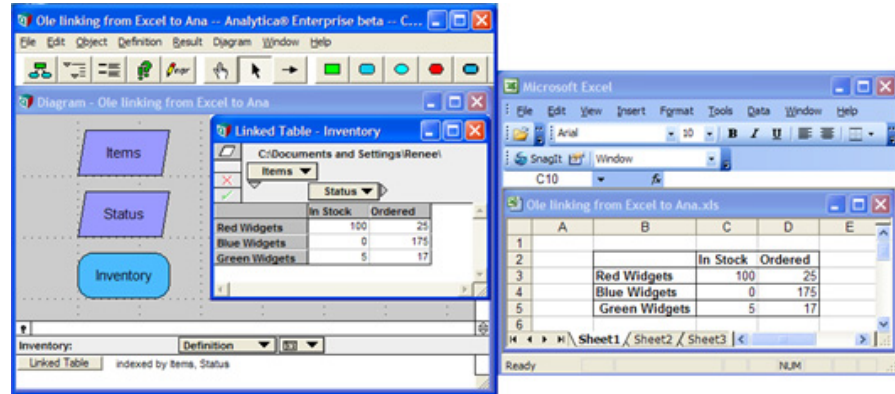 Ole linking from Excel to Ana -- Analytica® Enterprise beta -- C...
File Edit Object Definition Result Diagram Window Help
Expr
Diagram - Ole linking from Excel to Ana
Items
Status
Inventory
Linked Table - Inventory
C:\Documents and Settings\Renee\
Items
Status
In Stock Ordered
Red Widgets 100 25
Blue Widgets 0 175
Green Widgets 5 17
Inventory: Definition
Linked Table indexed by Items, Status
Microsoft Excel
File Edit View Insert Format Tools Data Window Help
Arial 10 B I U
SnagIt Window
C10 fx
Ole linking from Excel to Ana.xls
A B C D E
1
2 In Stock Ordered
3 Red Widgets 100 25
4 Blue Widgets 0 175
5 Green Widgets 5 17
6
Sheet1 Sheet2 Sheet3
Ready NUM